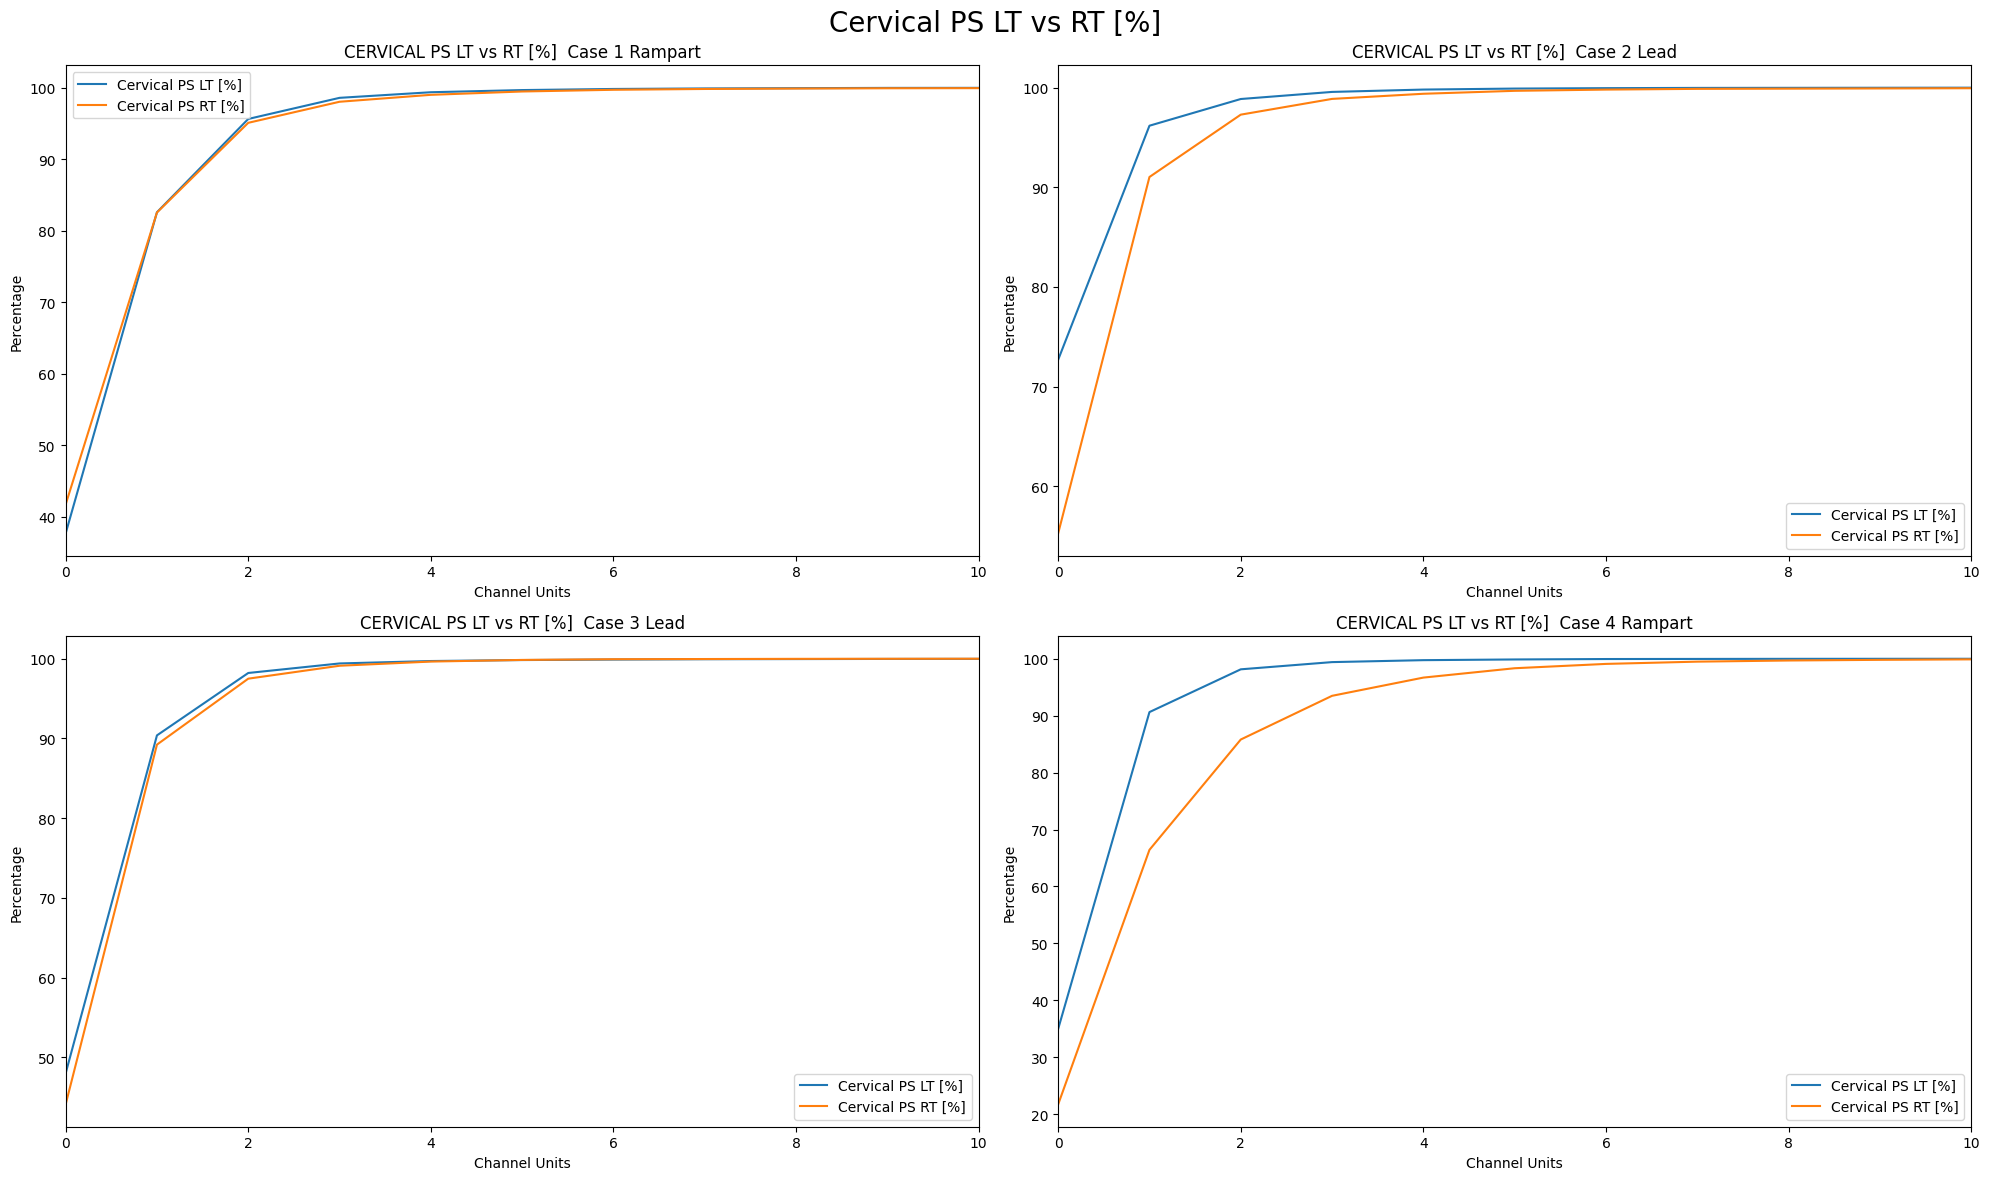 Cervical PS LT vs RT [%]
CERVICAL PS LT vs RT [%]  Case 1 Rampart
Cervical PS LT [%]
Cervical PS RT [%]
100
90
80
70
60
50
40
Percentage
0 2 4 6 8 10
Channel Units
CERVICAL PS LT vs RT [%]  Case 2 Lead
100
90
80
70
60
Percentage
Cervical PS LT [%]
Cervical PS RT [%]
0 2 4 6 8 10
Channel Units
CERVICAL PS LT vs RT [%]  Case 3 Lead
100
90
80
70
60
50
Percentage
Cervical PS LT [%]
Cervical PS RT [%]
0 2 4 6 8 10
Channel Units
CERVICAL PS LT vs RT [%]  Case 4 Rampart
100
90
80
70
60
50
40
30
20
Percentage
Cervical PS LT [%]
Cervical PS RT [%]
0 2 4 6 8 10
Channel Units